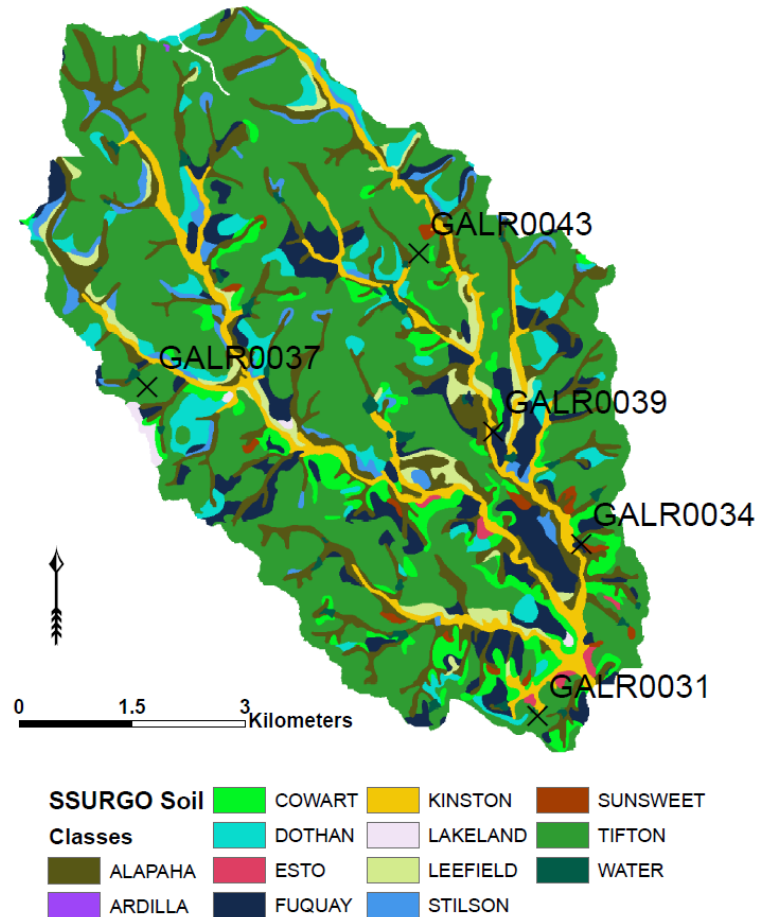 GALR0043
GALR0037
GALR0039
GALR0034
GALR0031
0 1.5 3 Kilometers
SSURGO Soil
Classes
ALAPAHA
ARDILLA
COWART
DOTHAN
ESTO
FUQUAY
KINSTON
LAKELAND
LEEFIELD
STILSON
SUNSWEET
TIFTON
WATER